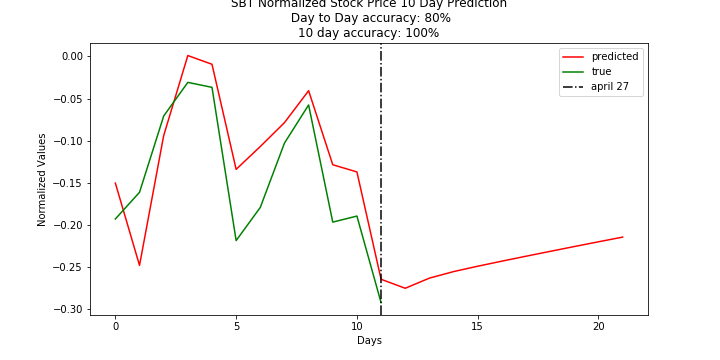 SBT Normalized Stock Price 10 Day Prediction
Day to Day accuracy: 80%
10 day accuracy: 100%
predicted
true
april 27
Normalized Values
0.00
−0.05
−0.10
−0.15
−0.20
−0.25
−0.30
0
5
10
15
20
Days